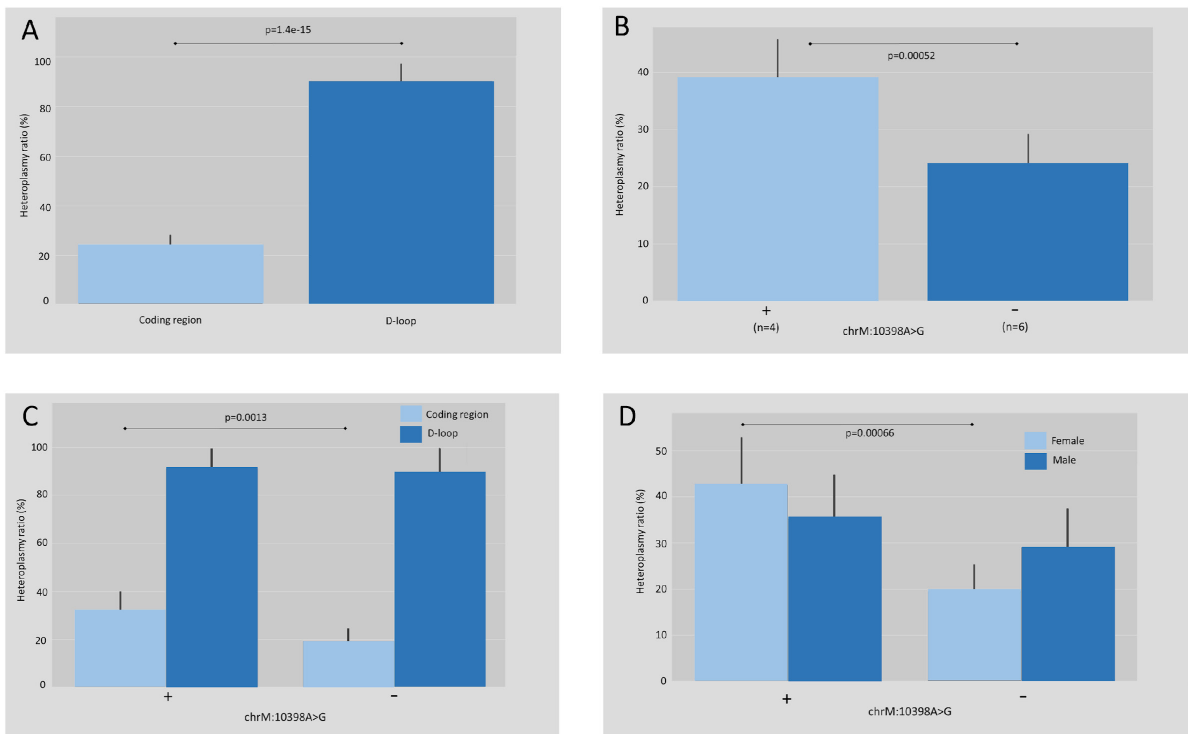 A
p=1.4e-15
Heteroplasmy ratio (%)
100
80
60
40
20
0
Coding region
D-loop
B
p=0.00052
Heteroplasmy ratio (%)
40
30
20
10
0
+
−
(n=4)
(n=6)
chrM:10398A>G
C
p=0.0013
Coding region
D-loop
Heteroplasmy ratio (%)
100
80
60
40
20
0
+
−
chrM:10398A>G
D
p=0.00066
Female
Male
Heteroplasmy ratio (%)
50
40
30
20
10
0
+
−
chrM:10398A>G